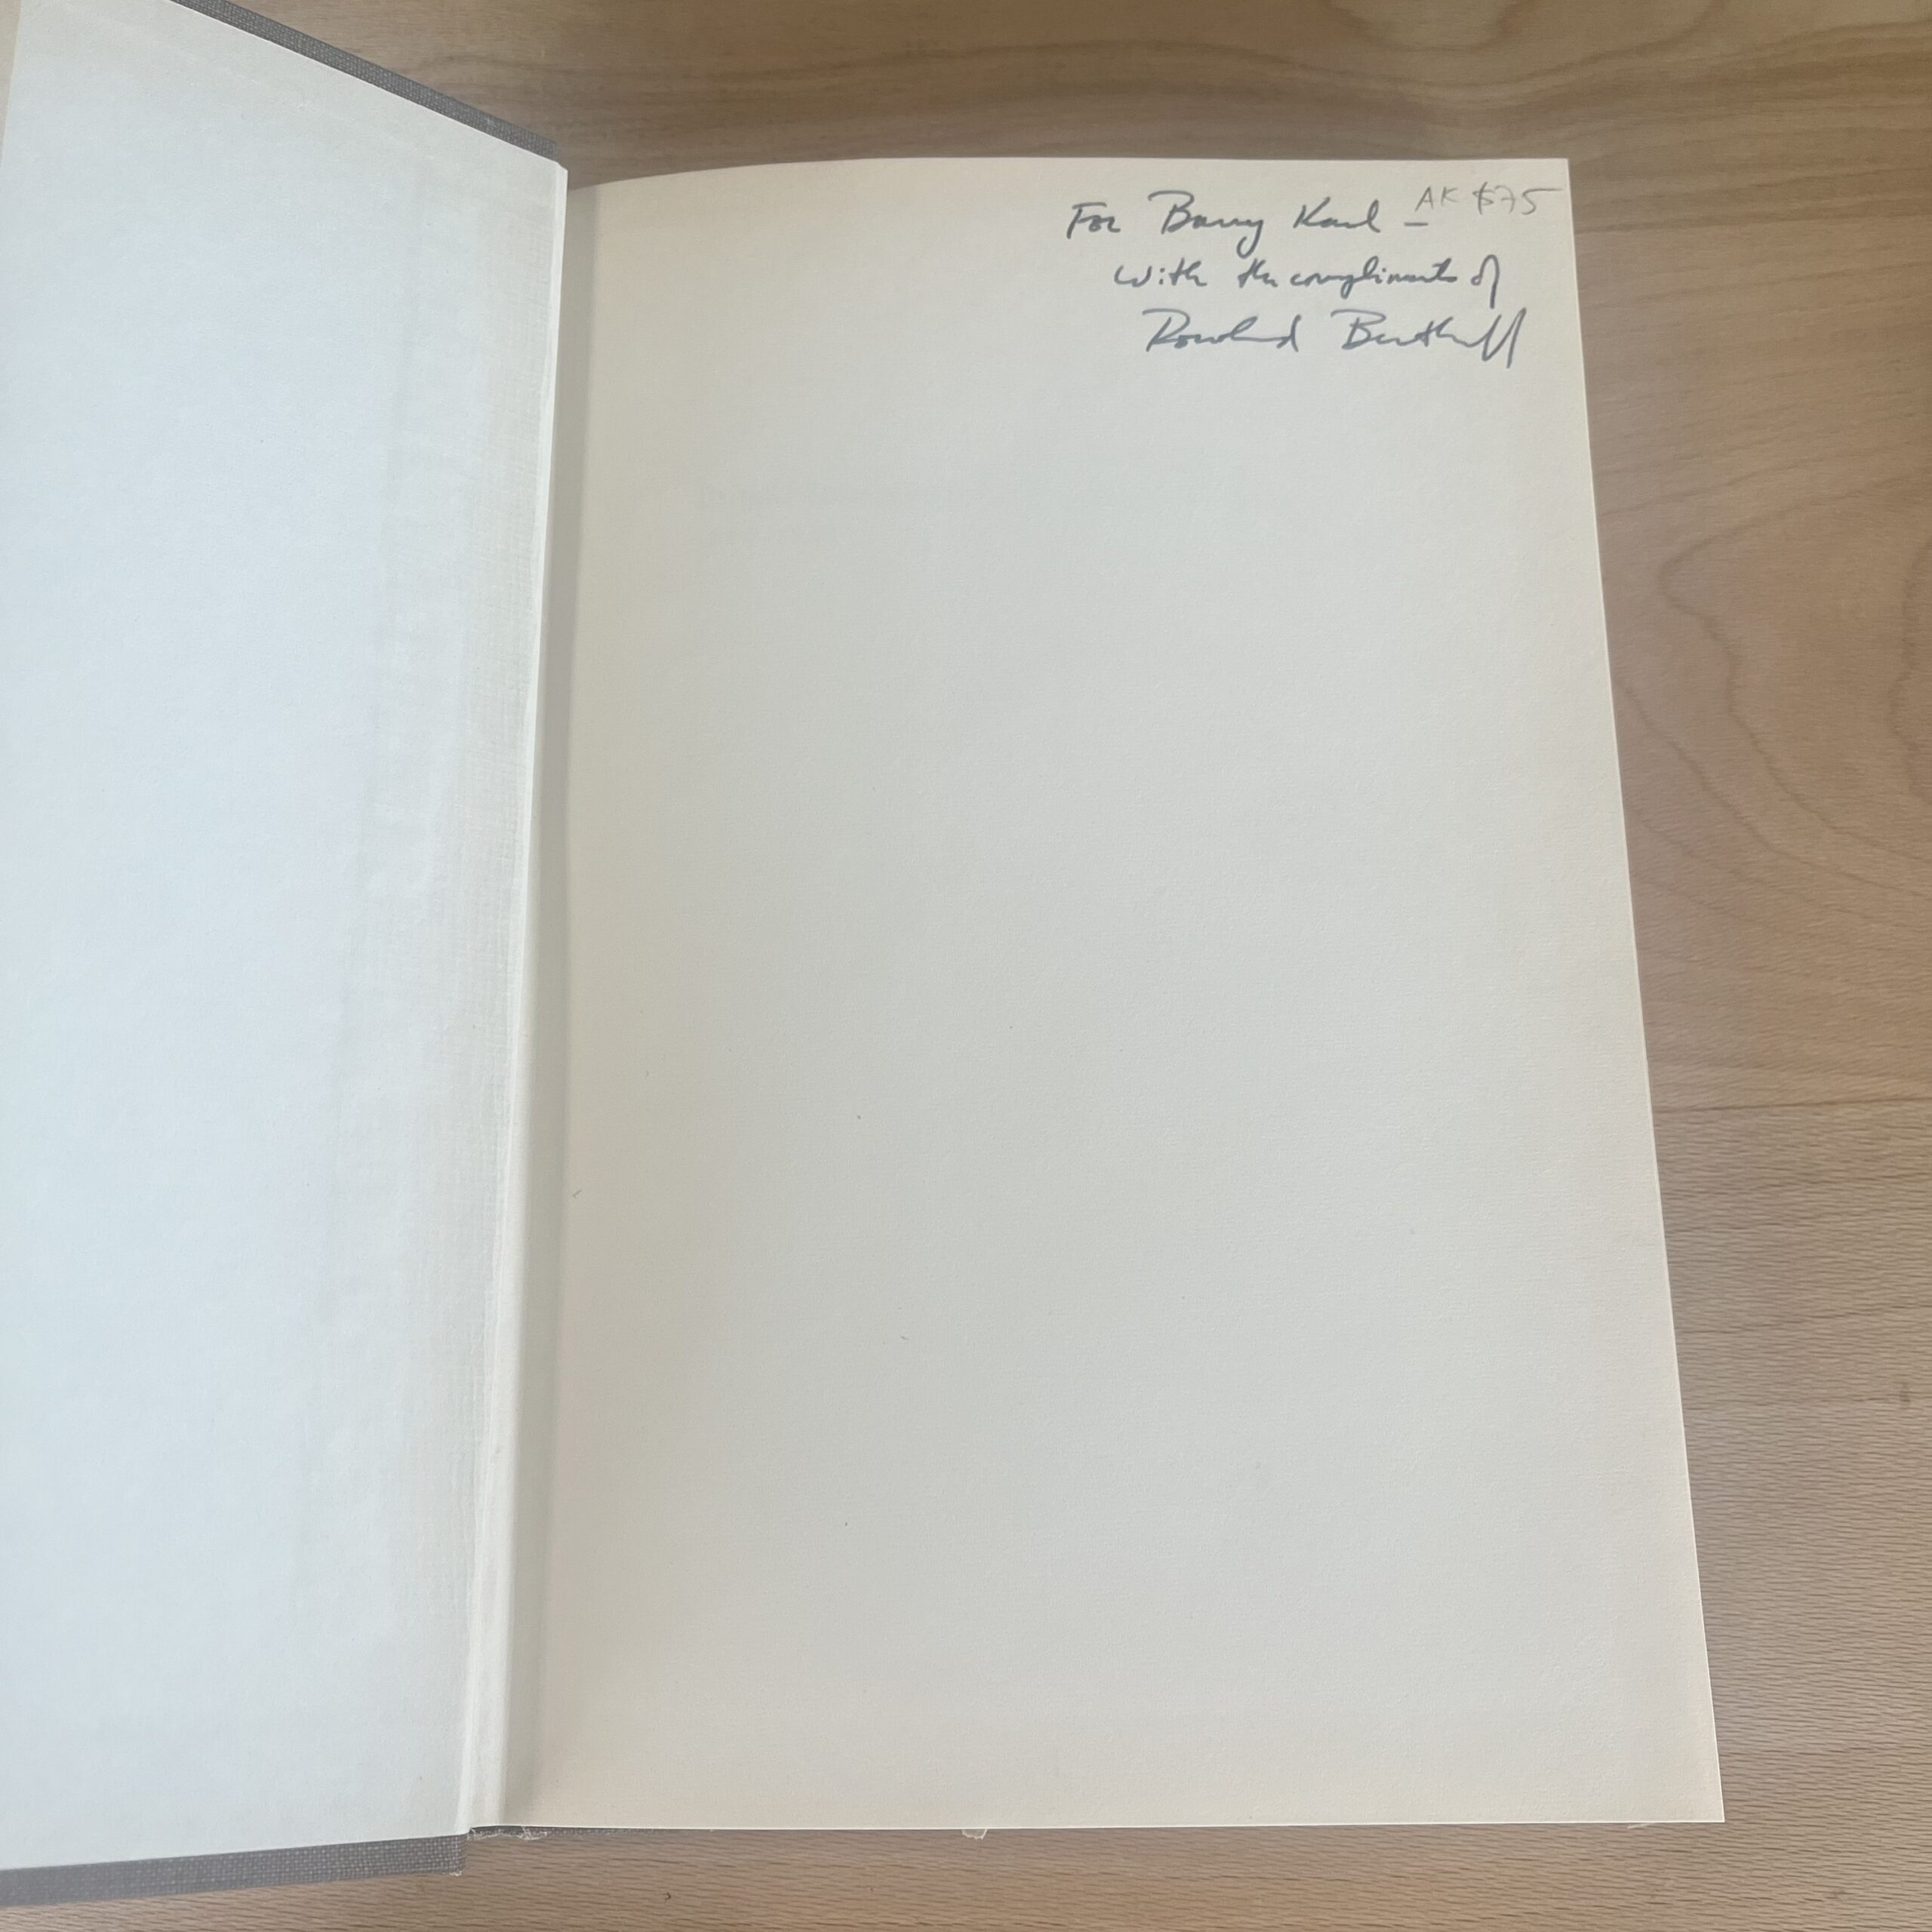 For Barry Karl – AK $75
with the compliments of
Rowland Berthoff